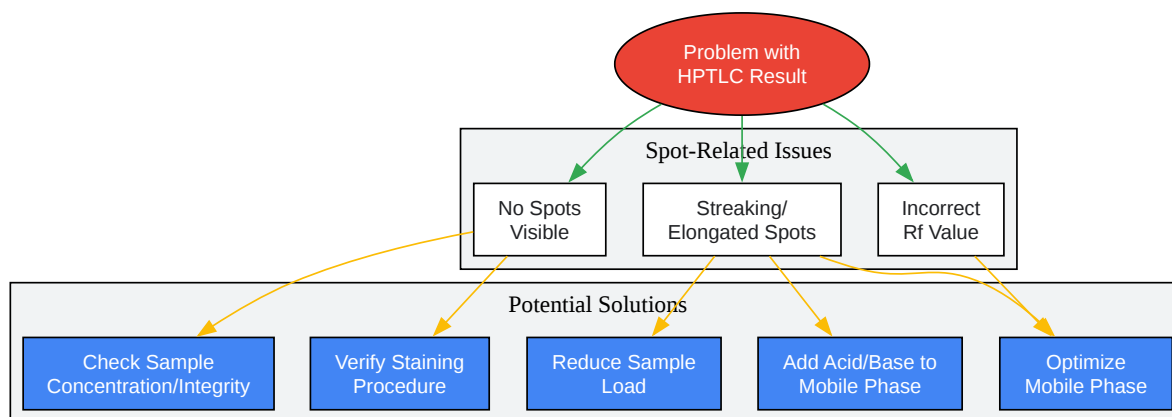 Problem with
HPTLC Result
Spot-Related Issues
No Spots
Visible
Streaking/
Elongated Spots
Incorrect
Rf Value
Potential Solutions
Check Sample
Concentration/Integrity
Verify Staining
Procedure
Reduce Sample
Load
Add Acid/Base to
Mobile Phase
Optimize
Mobile Phase